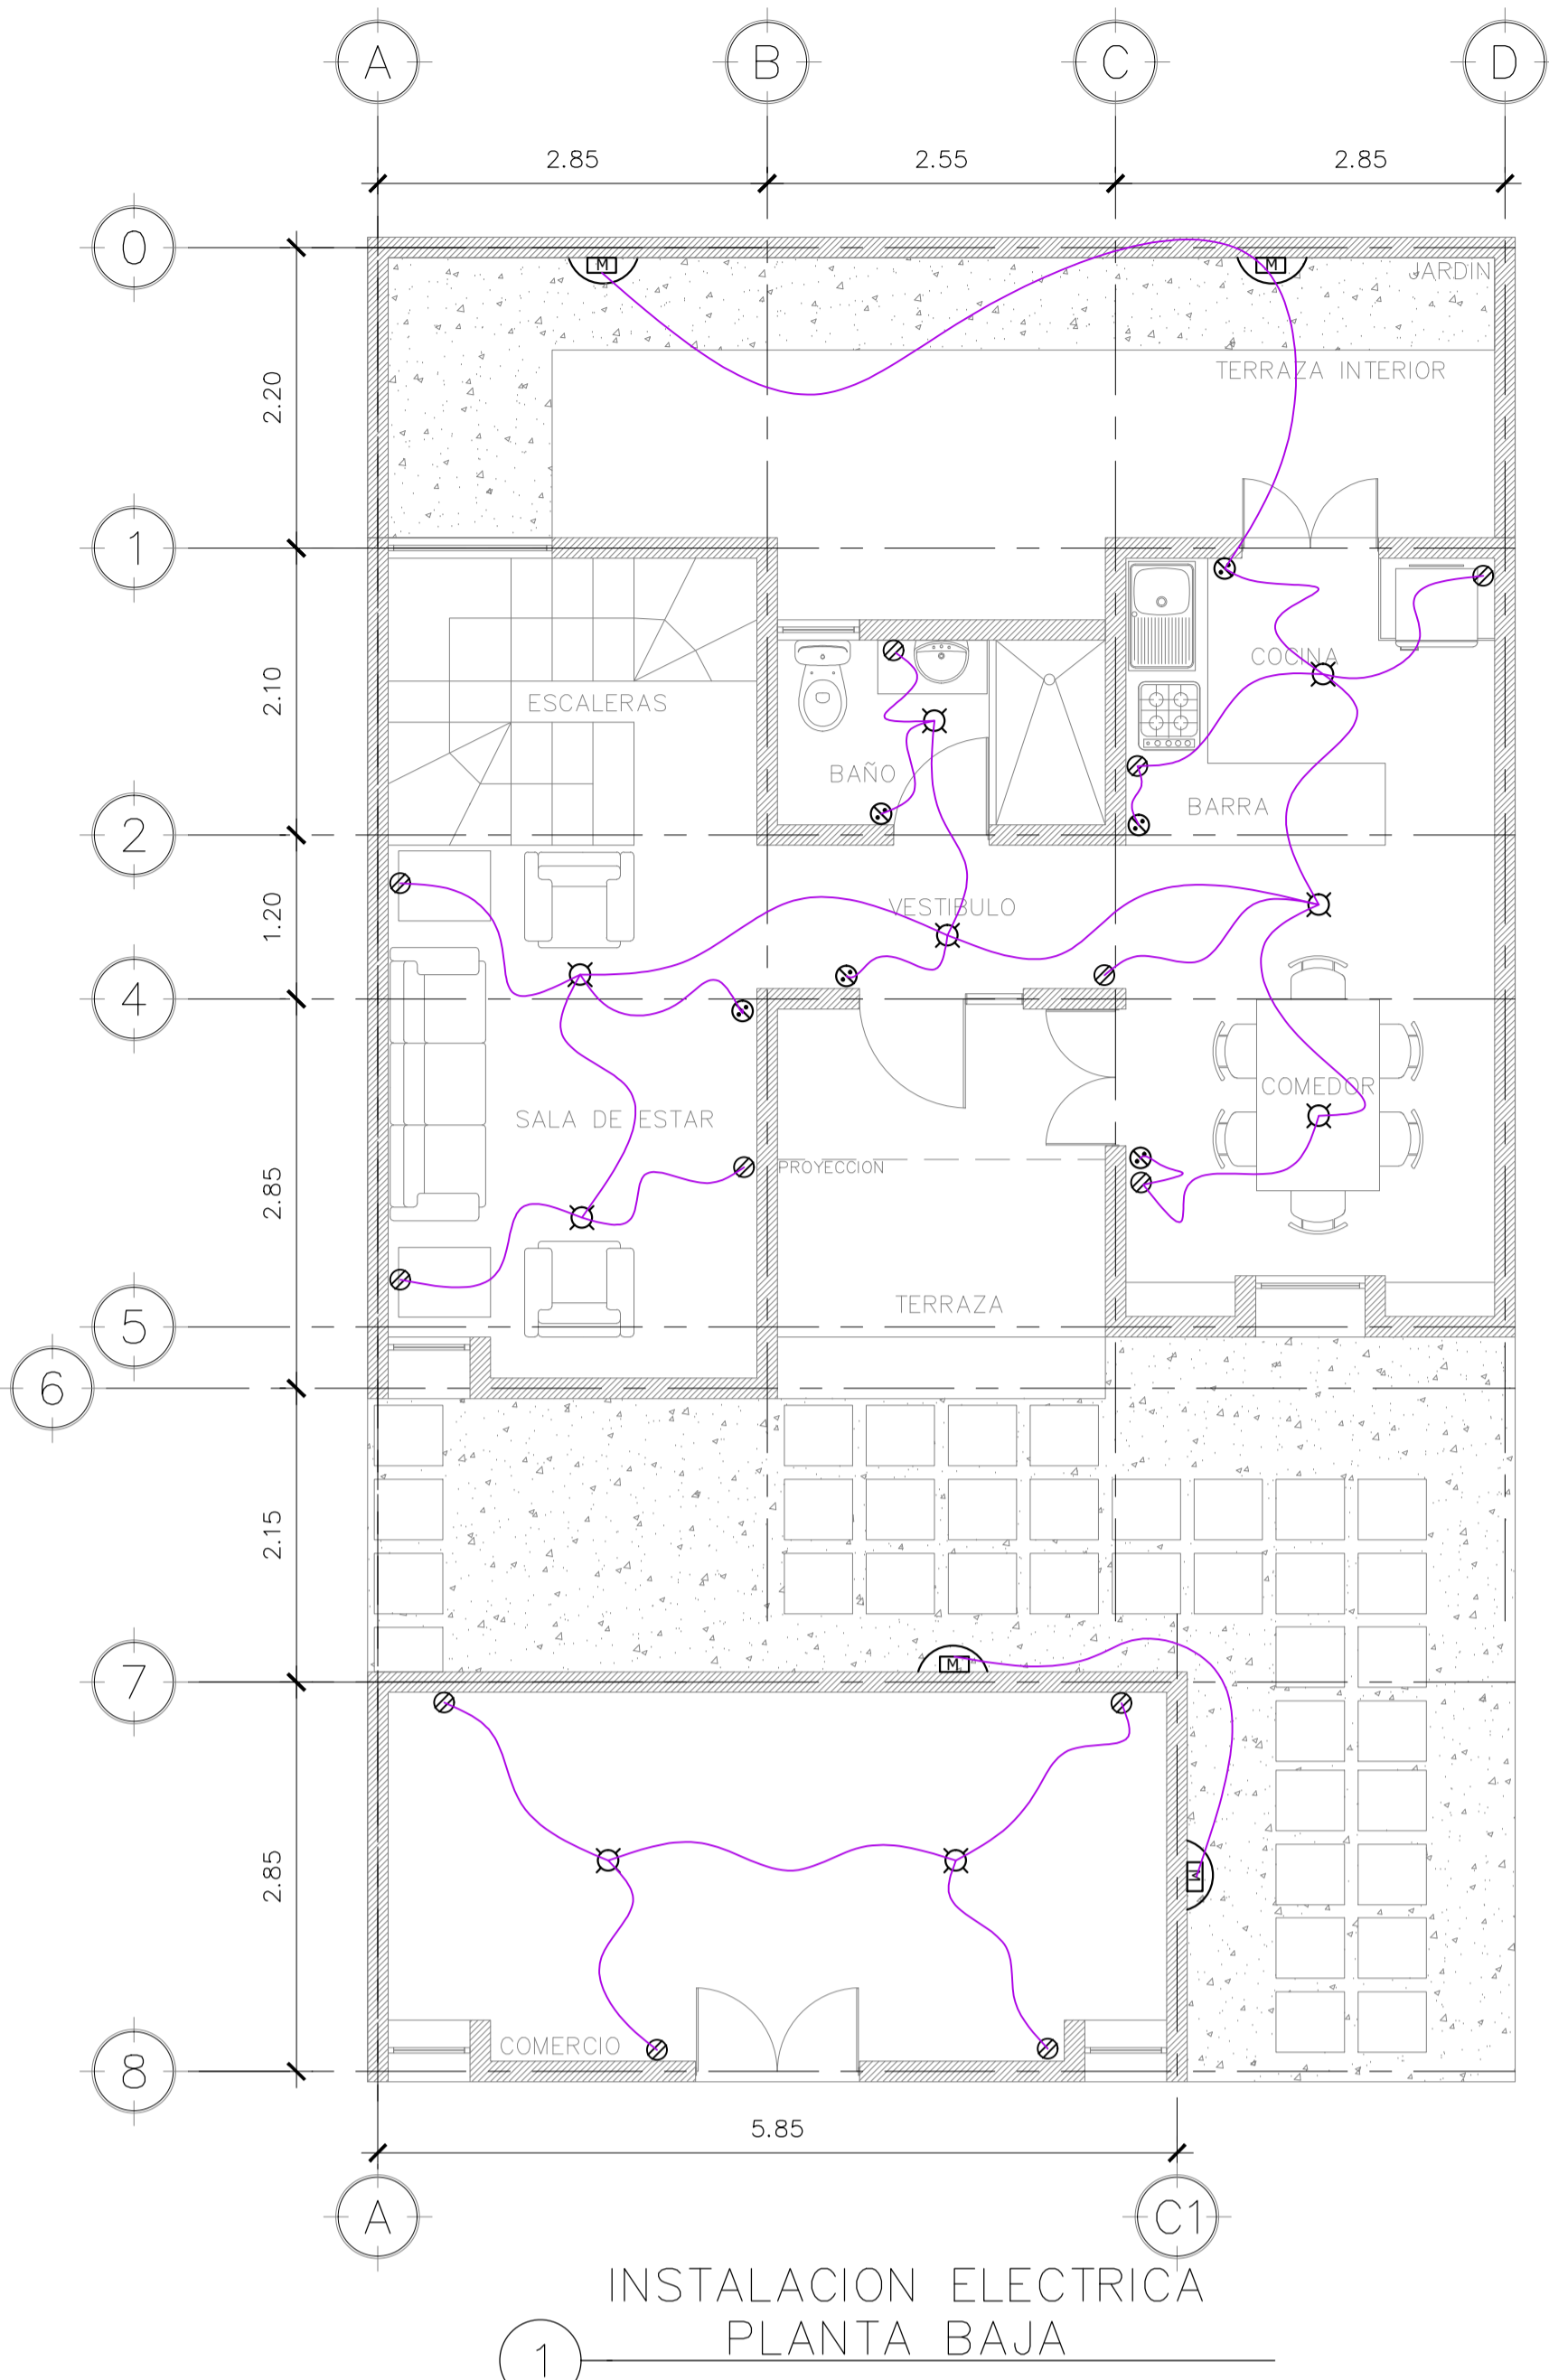 A B C D
2.85 2.55 2.85
0
M M
JARDIN
TERRAZA INTERIOR
2.20
1
COCINA
2.10
ESCALERAS
BAÑO
BARRA
2
1.20
VESTIBULO
4
COMEDOR
SALA DE ESTAR
PROYECCION
2.85
TERRAZA
5
6
2.15
M
7
M
2.85
COMERCIO
8
5.85
A C1
INSTALACION ELECTRICA
PLANTA BAJA
1